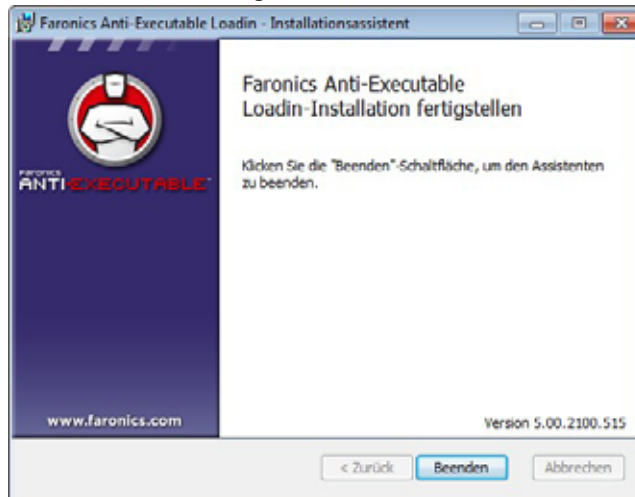 Faronics Anti-Executable Loadin - Installationsassistent
Faronics Anti-Executable
Loadin-Installation fertigstellen
Klicken Sie die "Beenden"-Schaltfläche, um den Assistenten
zu beenden.
FARONICS
ANTI-EXECUTABLE
www.faronics.com
Version 5.00.2100.515
< Zurück
Beenden
Abbrechen